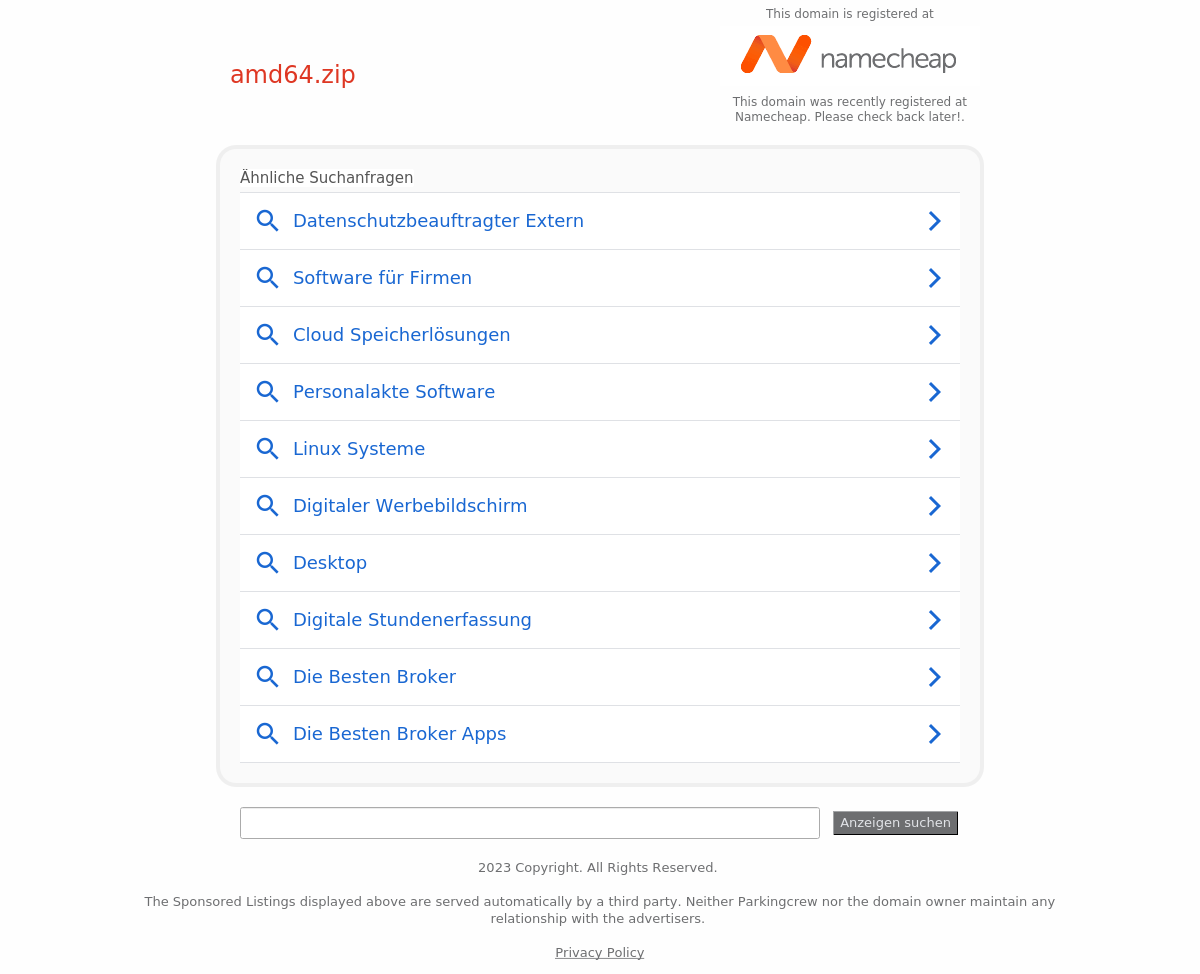 This domain is registered at
namecheap
amd64.zip
This domain was recently registered at
Namecheap. Please check back later!.
Ähnliche Suchanfragen
Datenschutzbeauftragter Extern
Software für Firmen
Cloud Speicherlösungen
Personalakte Software
Linux Systeme
Digitaler Werbebildschirm
Desktop
Digitale Stundenerfassung
Die Besten Broker
Die Besten Broker Apps
Anzeigen suchen
2023 Copyright. All Rights Reserved.
The Sponsored Listings displayed above are served automatically by a third party. Neither Parkingcrew nor the domain owner maintain any
relationship with the advertisers.
Privacy Policy